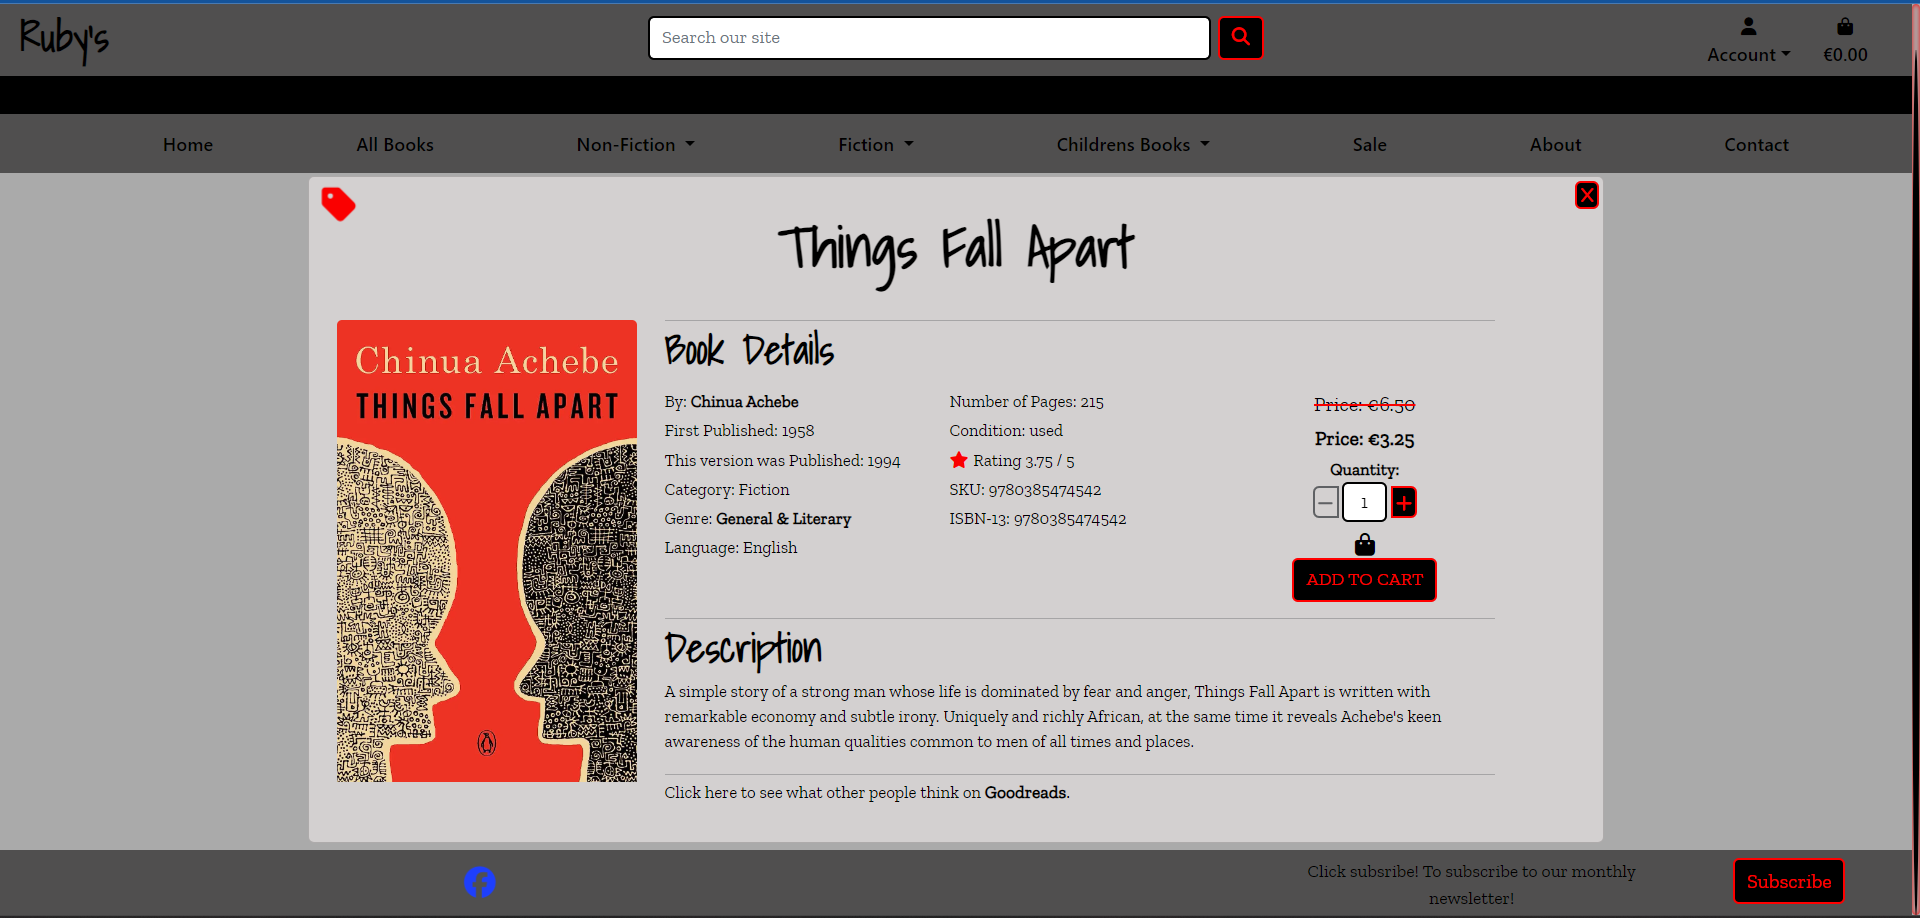 Ruby's
Search our site
Account
€0.00
Home
All Books
Non-Fiction
Fiction
Childrens Books
Sale
About
Contact
X
Things Fall Apart
Chinua Achebe
THINGS FALL APART
Book Details
By: Chinua Achebe
First Published: 1958
This version was Published: 1994
Category: Fiction
Genre: General & Literary
Language: English
Number of Pages: 215
Condition: used
Rating 3.75 / 5
SKU: 9780385474542
ISBN-13: 9780385474542
Price: €6.50
Price: €3.25
Quantity:
− 1 +
ADD TO CART
Description
A simple story of a strong man whose life is dominated by fear and anger, Things Fall Apart is written with
remarkable economy and subtle irony. Uniquely and richly African, at the same time it reveals Achebe's keen
awareness of the human qualities common to men of all times and places.
Click here to see what other people think on Goodreads.
Click subsribe! To subscribe to our monthly
newsletter!
Subscribe